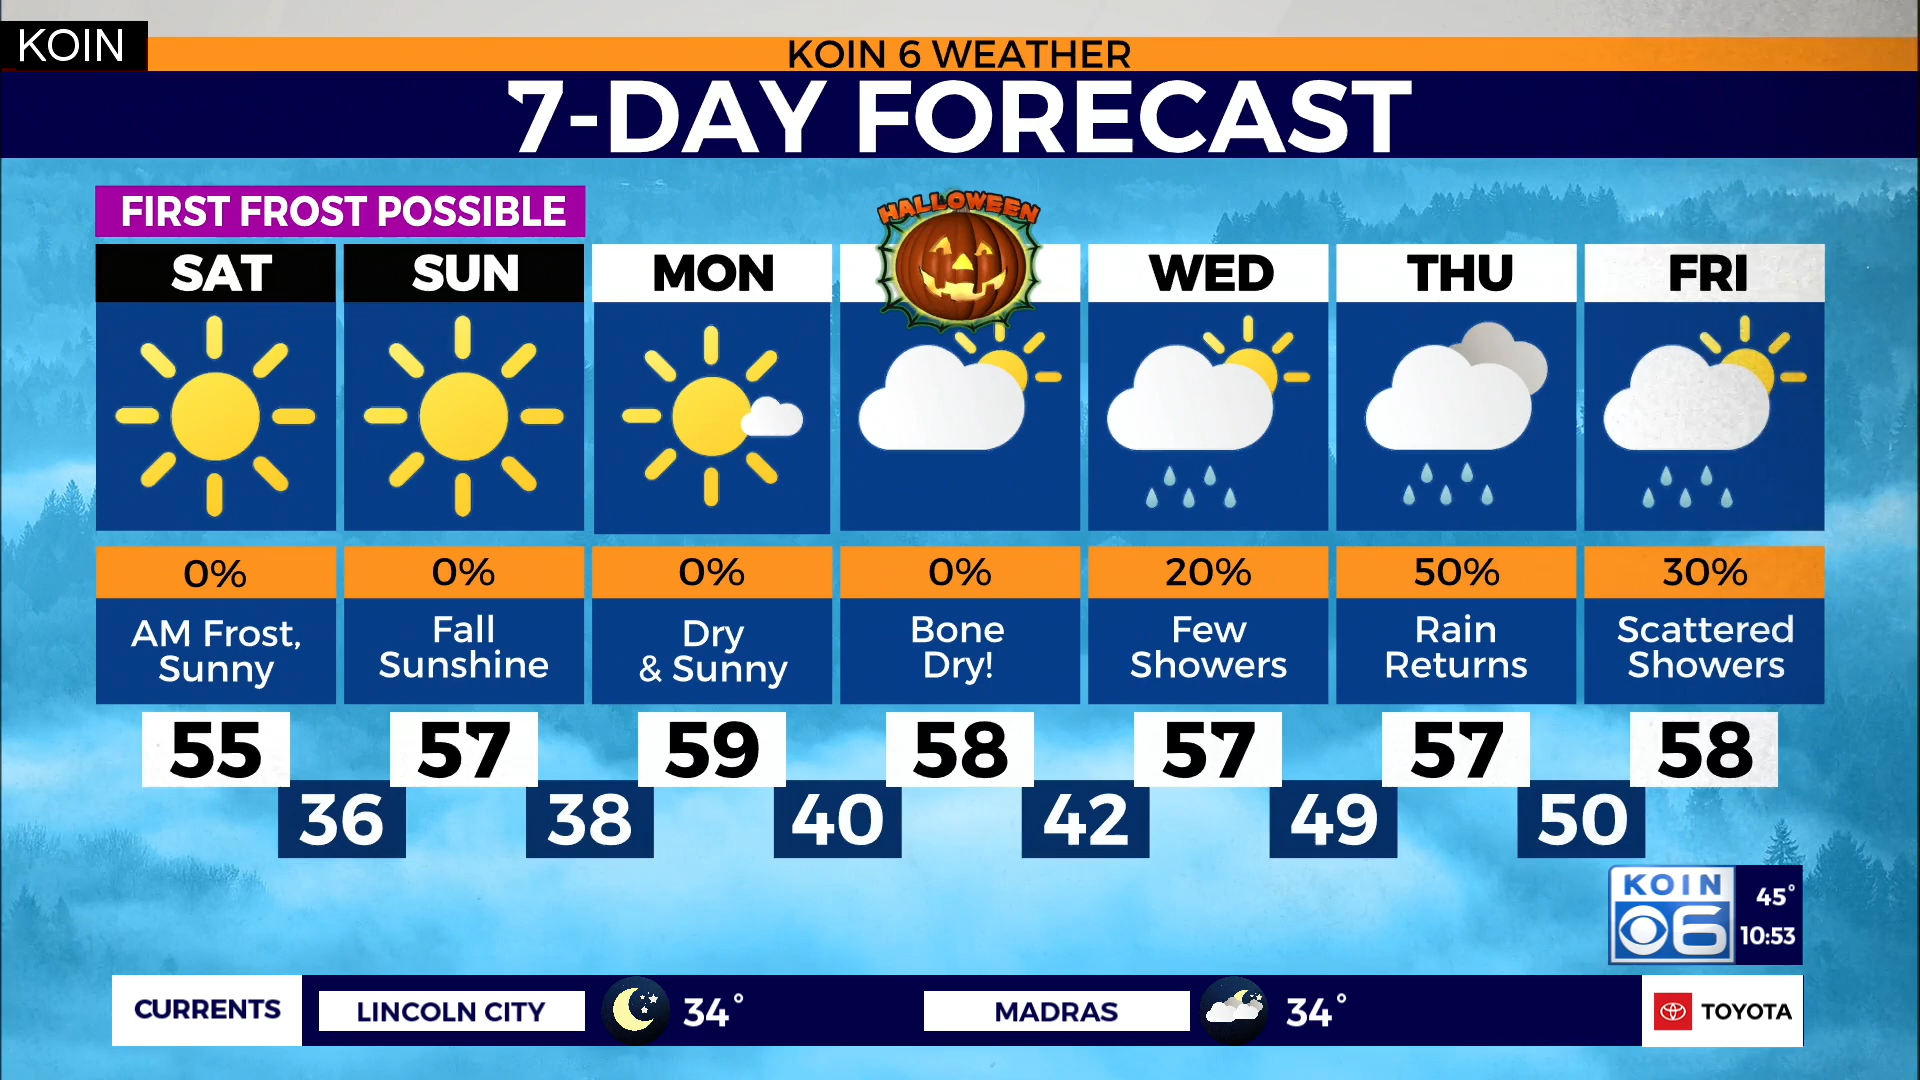 KOIN
KOIN 6 WEATHER
7-DAY FORECAST
FIRST FROST POSSIBLE
HALLOWEEN
SAT
SUN
MON
WED
THU
FRI
0%
0%
0%
0%
20%
50%
30%
AM Frost,
Sunny
Fall
Sunshine
Dry
& Sunny
Bone
Dry!
Few
Showers
Rain
Returns
Scattered
Showers
55
57
59
58
57
57
58
36
38
40
42
49
50
KOIN
6
45°
10:53
CURRENTS
LINCOLN CITY
34°
MADRAS
34°
TOYOTA